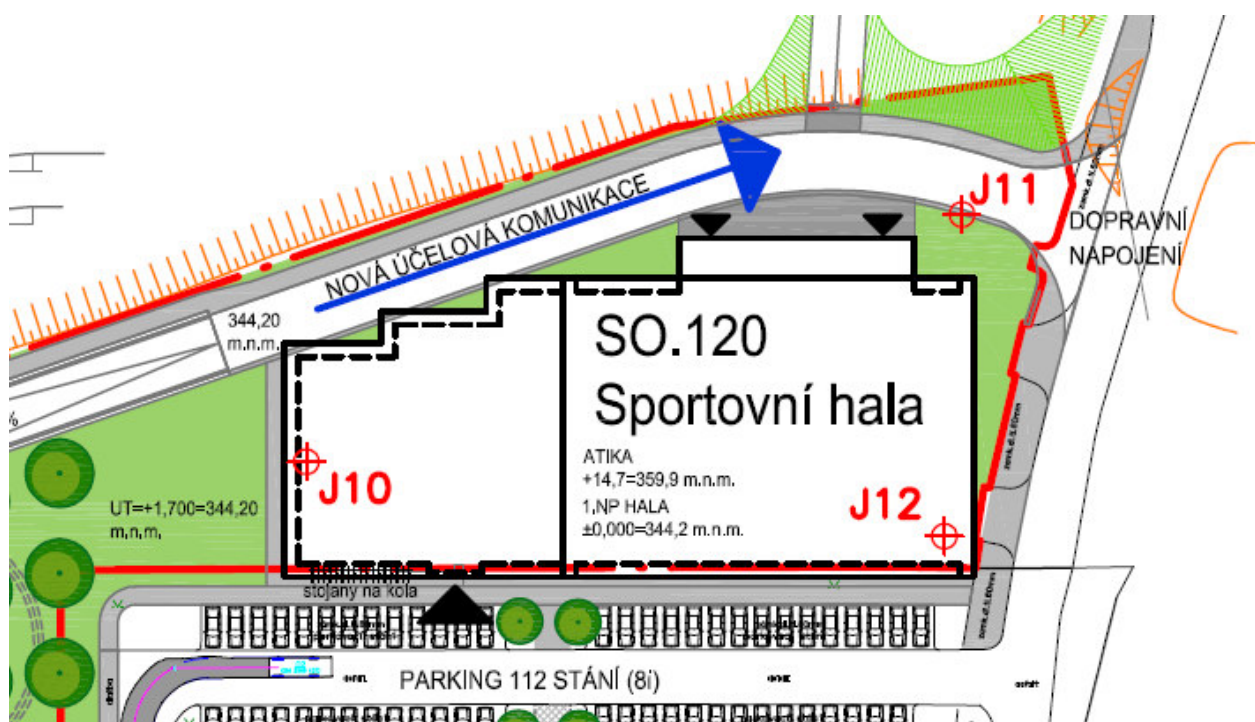 J11
DOPRAVNÍ
NAPOJENÍ
NOVÁ ÚČELOVÁ KOMUNIKACE
344,20
m.n.m.
SO.120
Sportovní hala
ATIKA
+14,7=359,9 m.n.m.
1.NP HALA
±0,000=344,2 m.n.m.
J10
J12
UT=+1,700=344,20
m.n.m.
%
stojany na kola
PARKING 112 STÁNÍ (8i)
asfalt